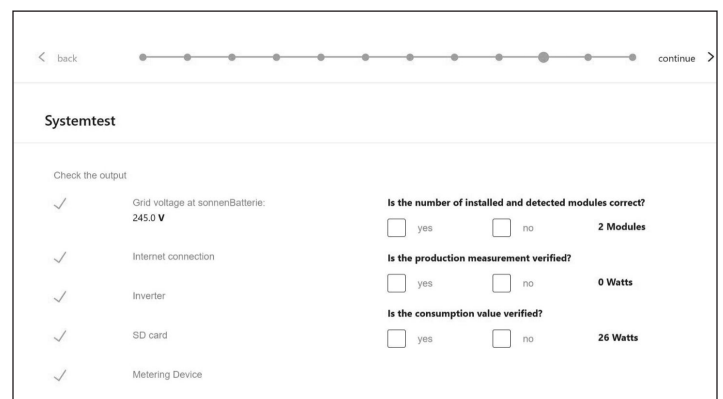 back
continue
Systemtest
Check the output
Grid voltage at sonnenBatterie:
245.0 V
Internet connection
Inverter
SD card
Metering Device
Is the number of installed and detected modules correct?
yes no 2 Modules
Is the production measurement verified?
yes no 0 Watts
Is the consumption value verified?
yes no 26 Watts